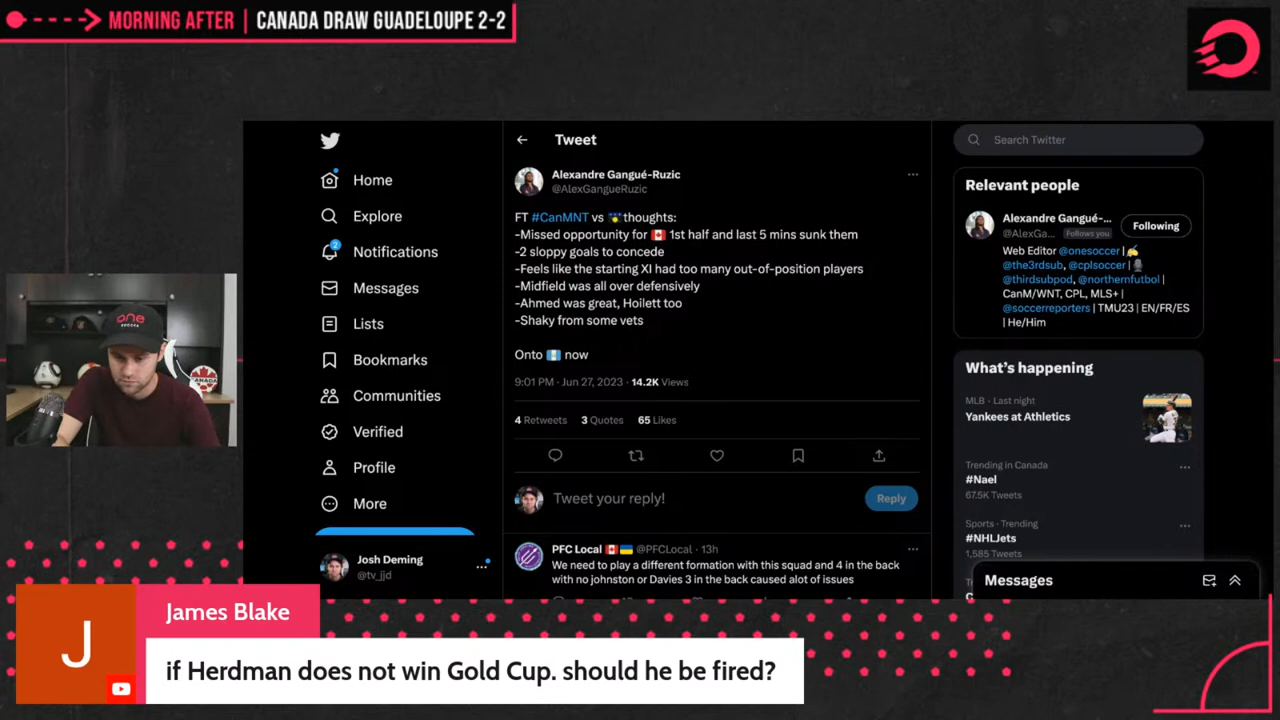 MORNING AFTER | CANADA DRAW GUADELOUPE 2-2
Home
Explore
2
Notifications
Messages
Lists
Bookmarks
Communities
Verified
Profile
More
Josh Deming
@tv_jjd
Tweet
Alexandre Gangué-Ruzic
@AlexGangueRuzic
FT #CanMNT vs thoughts:
-Missed opportunity for 🇨🇦 1st half and last 5 mins sunk them
-2 sloppy goals to concede
-Feels like the starting XI had too many out-of-position players
-Midfield was all over defensively
-Ahmed was great, Hoilett too
-Shaky from some vets
Onto 🇬🇹 now
9:01 PM · Jun 27, 2023 · 14.2K Views
4 Retweets 3 Quotes 65 Likes
Tweet your reply!
Reply
PFC Local 🇨🇦🇺🇦 @PFCLocal · 13h
We need to play a different formation with this squad and 4 in the back
with no johnston or Davies 3 in the back caused alot of issues
Search Twitter
Relevant people
Alexandre Gangué-...
@AlexGa... Follows you
Following
Web Editor @onesoccer | ✍️
@the3rdsub, @cplsoccer | 🎙️
@thirdsubpod, @northernfutbol |
CanM/WNT, CPL, MLS+ |
@soccerreporters | TMU23 | EN/FR/ES
| He/Him
What's happening
MLB · Last night
Yankees at Athletics
Trending in Canada
#Nael
67.5K Tweets
Sports · Trending
#NHLJets
1,585 Tweets
Messages
one
SOCCER
CANADA
J
James Blake
if Herdman does not win Gold Cup. should he be fired?